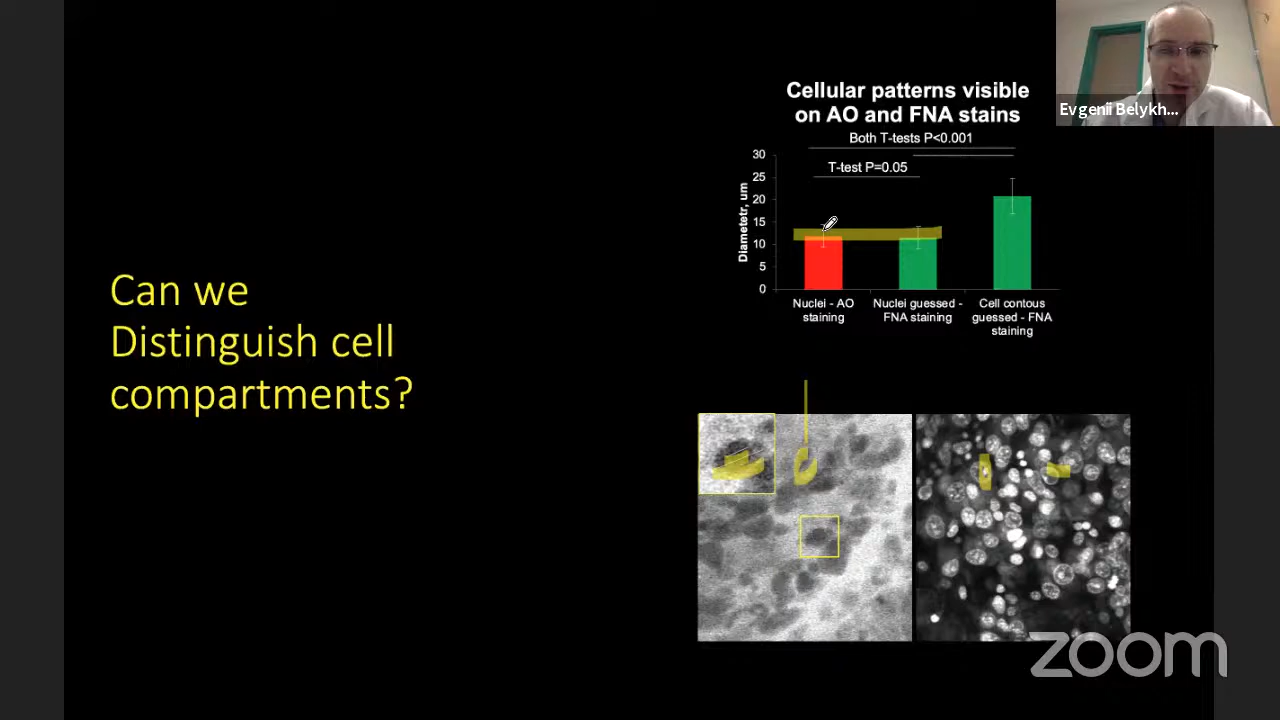 Evgenii Belykh...
Cellular patterns visible
on AO and FNA stains
Both T-tests P<0.001
T-test P=0.05
30
25
20
15
10
5
0
Diametetr, um
Nuclei - AO
staining
Nuclei guessed -
FNA staining
Cell contous
guessed - FNA
staining
Can we
Distinguish cell
compartments?
zoom